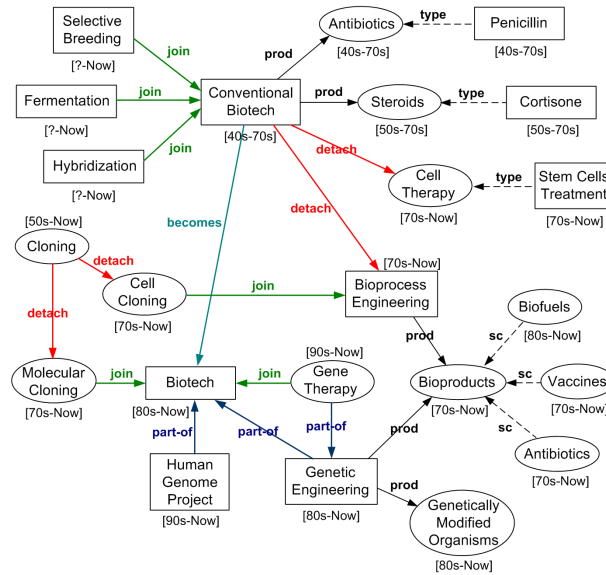 Selective
Breeding
[?-Now]
join
Fermentation
join
[?-Now]
Hybridization
join
[?-Now]
Conventional
Biotech
[40s-70s]
prod
Antibiotics
[40s-70s]
type
Penicillin
[40s-70s]
prod
Steroids
[50s-70s]
type
Cortisone
[50s-70s]
detach
Cell
Therapy
[70s-Now]
type
Stem Cells
Treatment
[70s-Now]
detach
becomes
[50s-Now]
Cloning
detach
detach
Cell
Cloning
[70s-Now]
join
[70s-Now]
Bioprocess
Engineering
prod
Biofuels
[80s-Now]
sc
Molecular
Cloning
[70s-Now]
join
Biotech
[80s-Now]
join
[90s-Now]
Gene
Therapy
Bioproducts
[70s-Now]
sc
Vaccines
[70s-Now]
sc
Antibiotics
[70s-Now]
part-of
part-of
part-of
prod
Human
Genome
Project
[90s-Now]
Genetic
Engineering
[80s-Now]
prod
Genetically
Modified
Organisms
[80s-Now]